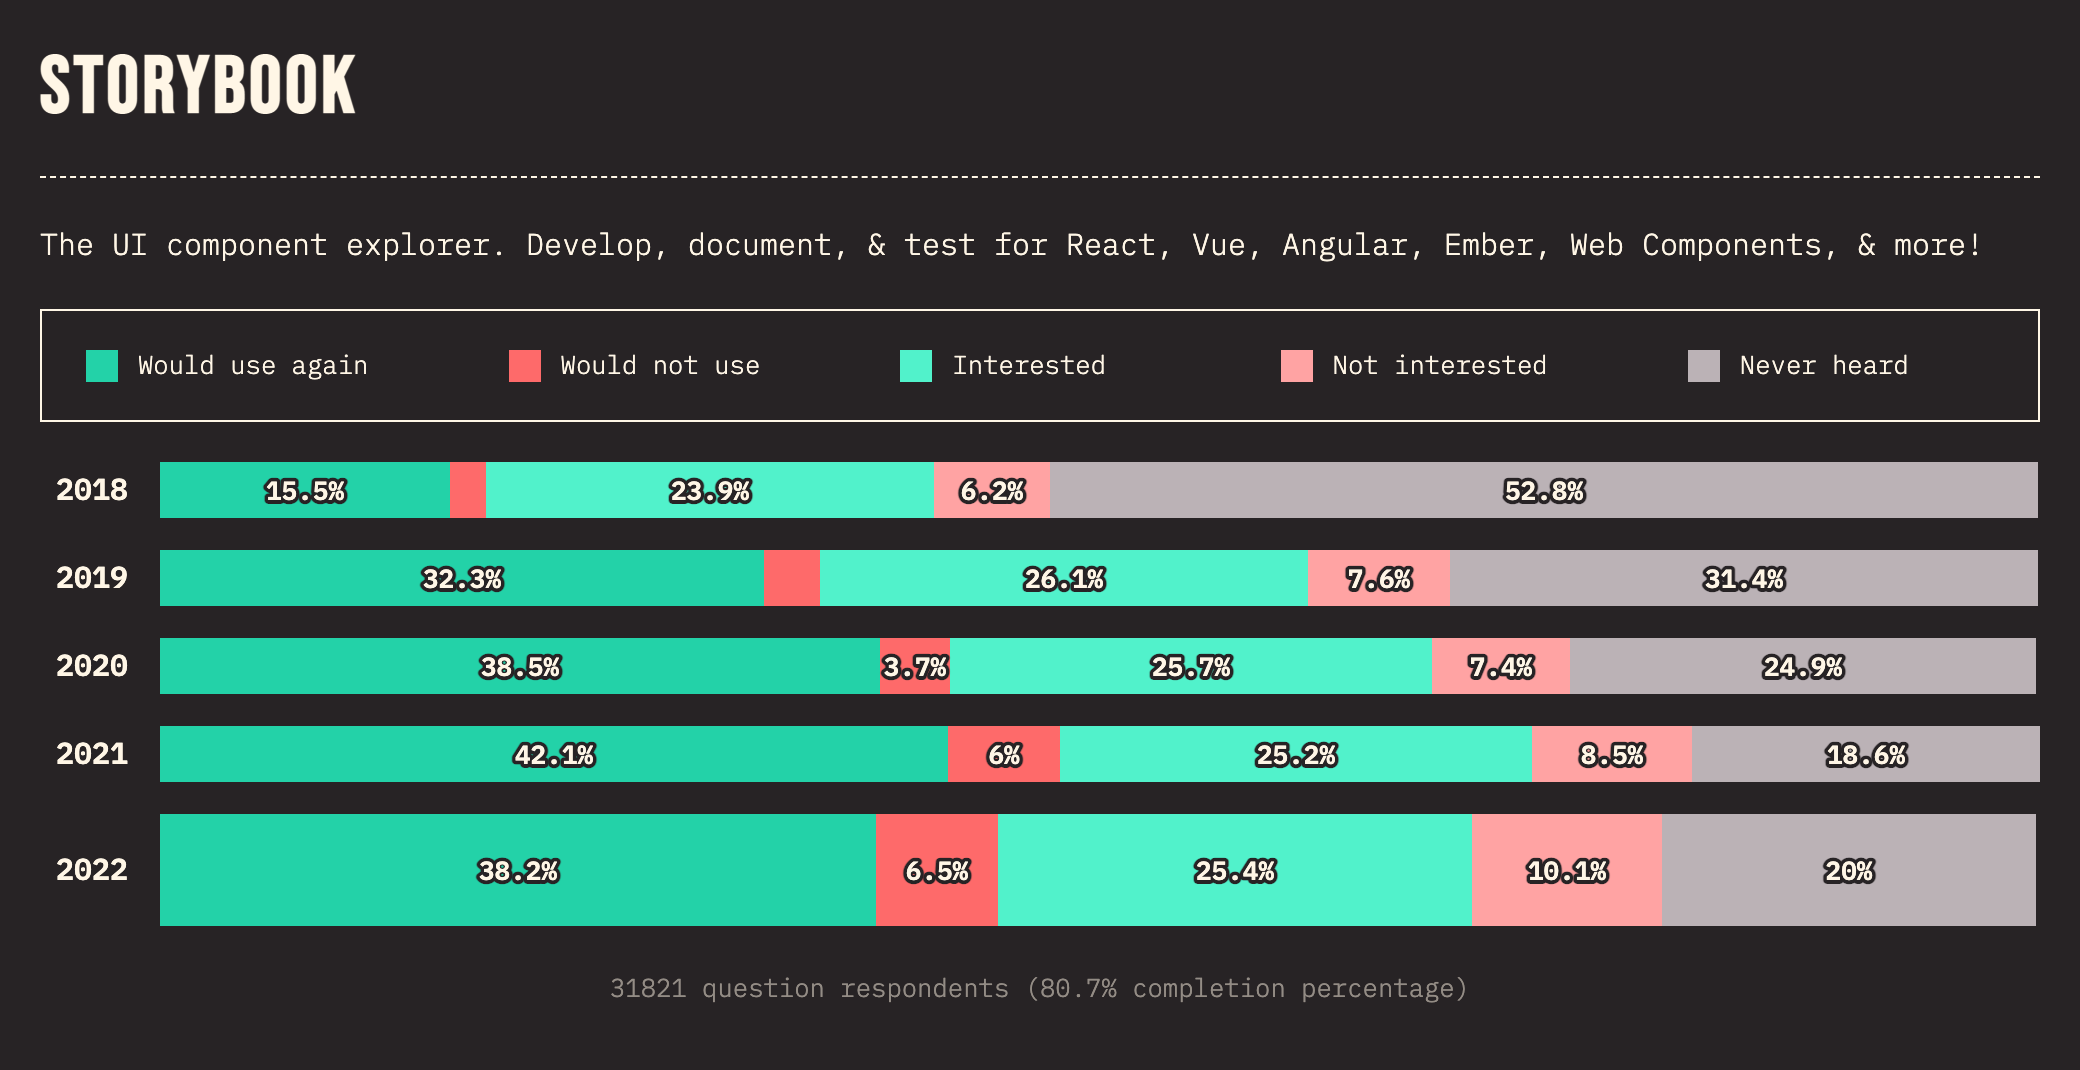 STORYBOOK
The UI component explorer. Develop, document, & test for React, Vue, Angular, Ember, Web Components, & more!
Would use again Would not use Interested Not interested Never heard
2018 15.5% 23.9% 6.2% 52.8%
2019 32.3% 26.1% 7.6% 31.4%
2020 38.5% 3.7% 25.7% 7.4% 24.9%
2021 42.1% 6% 25.2% 8.5% 18.6%
2022 38.2% 6.5% 25.4% 10.1% 20%
31821 question respondents (80.7% completion percentage)